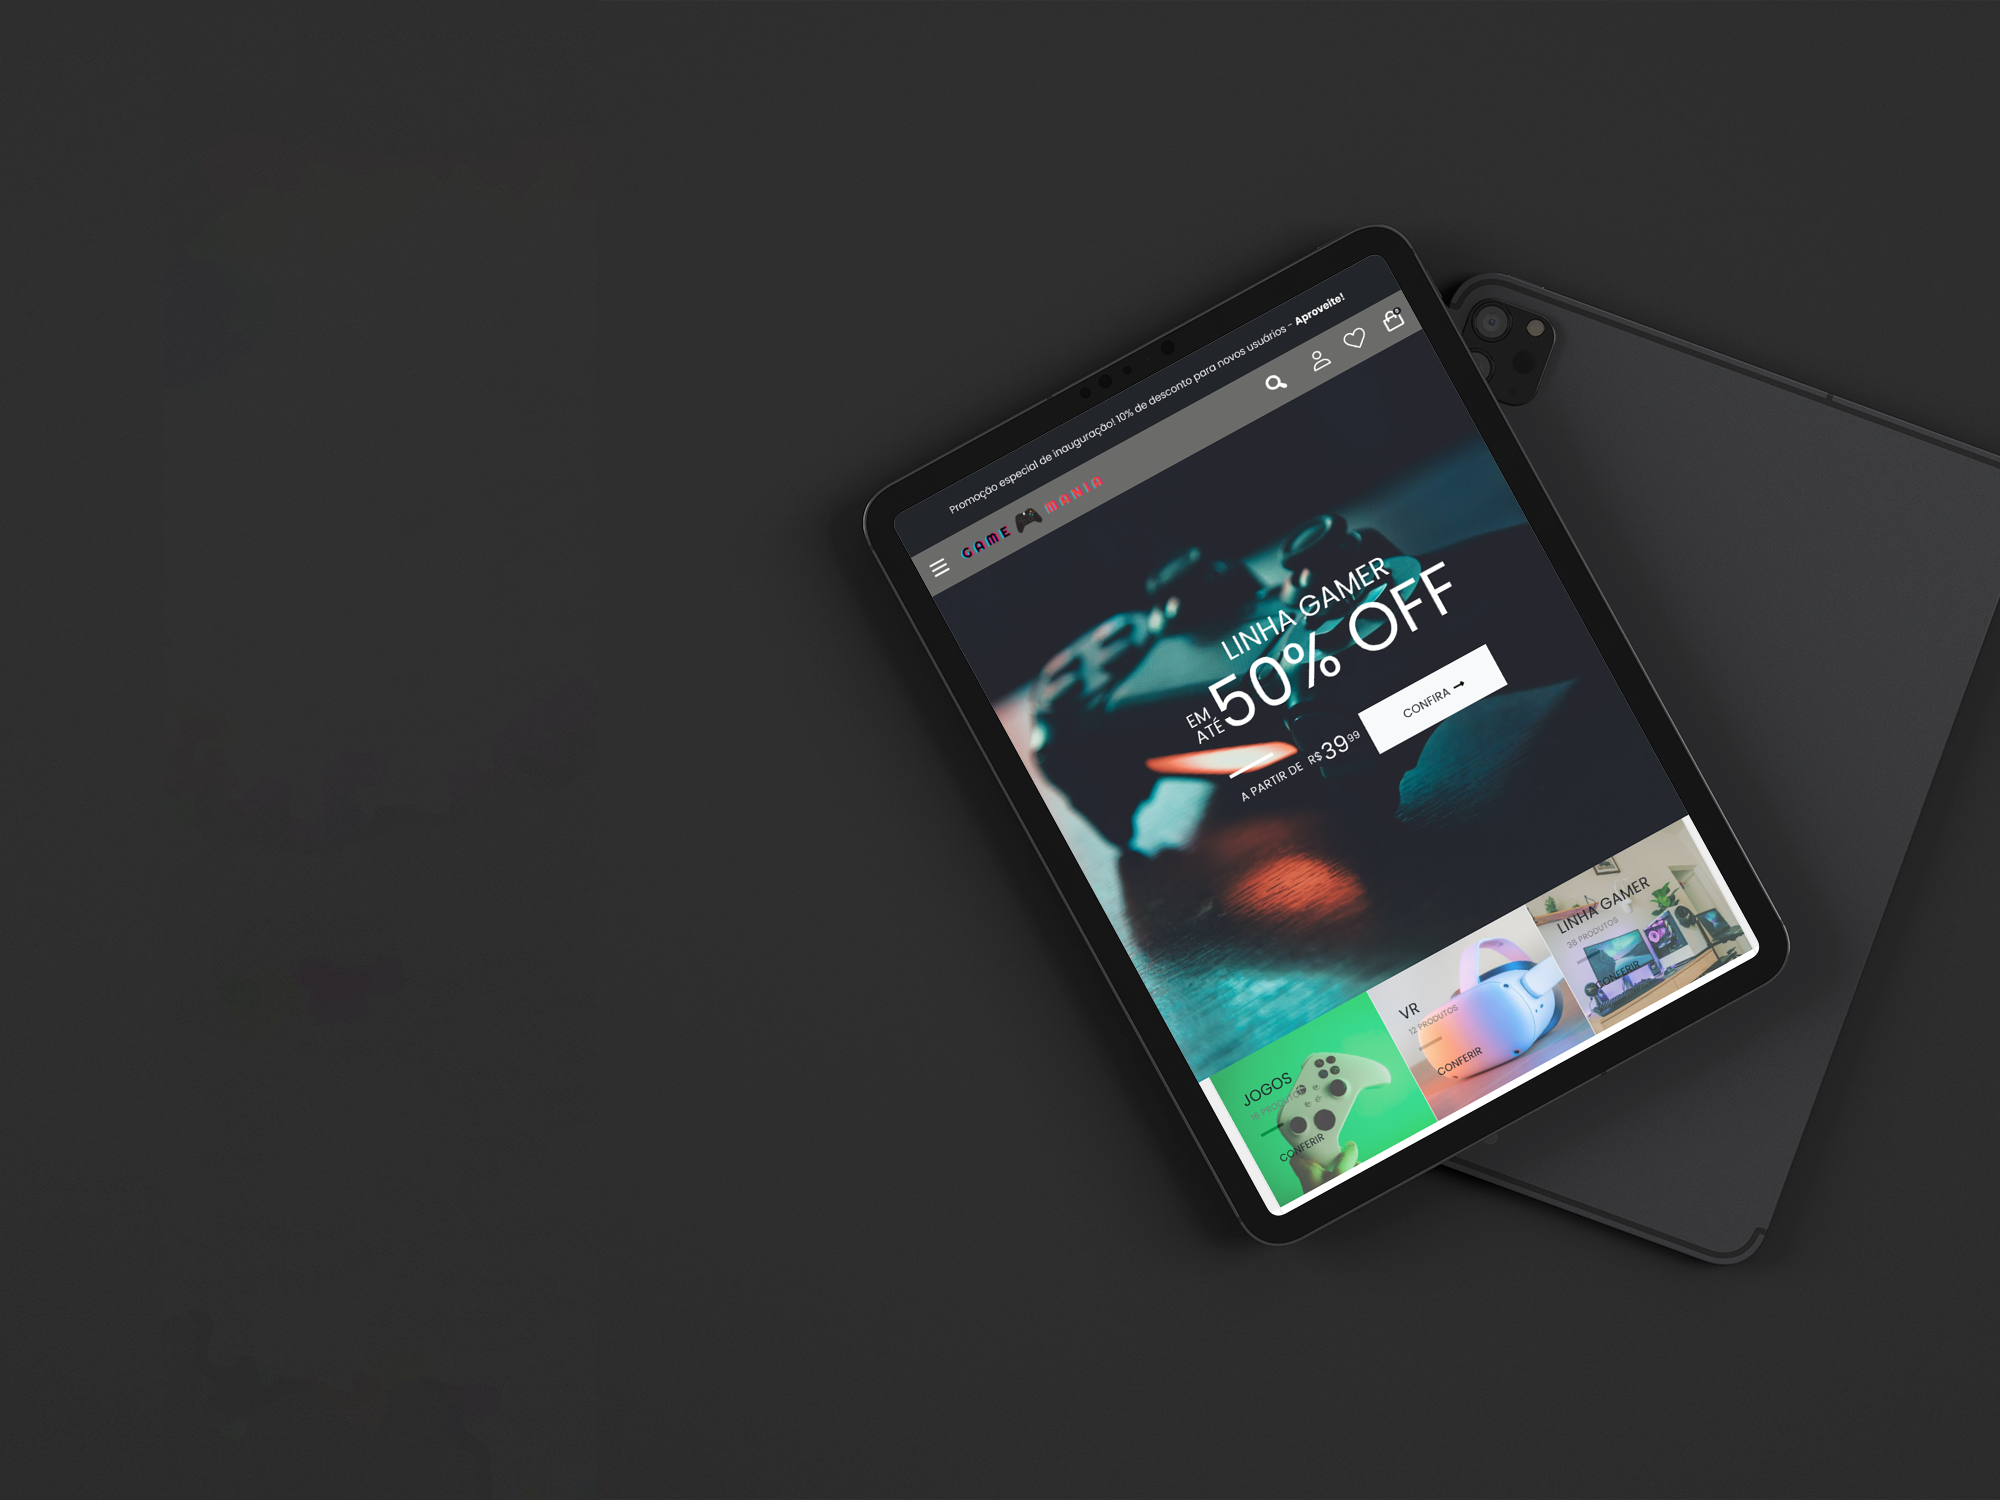 Promoção especial de inauguração! 10% de desconto para novos usuários - Aproveite!
GAME MANIA
LINHA GAMER
EM ATÉ 50% OFF
A PARTIR DE R$ 39 99
CONFIRA
JOGOS
16 PRODUTOS
CONFERIR
VR
12 PRODUTOS
CONFERIR
LINHA GAMER
38 PRODUTOS
CONFERIR